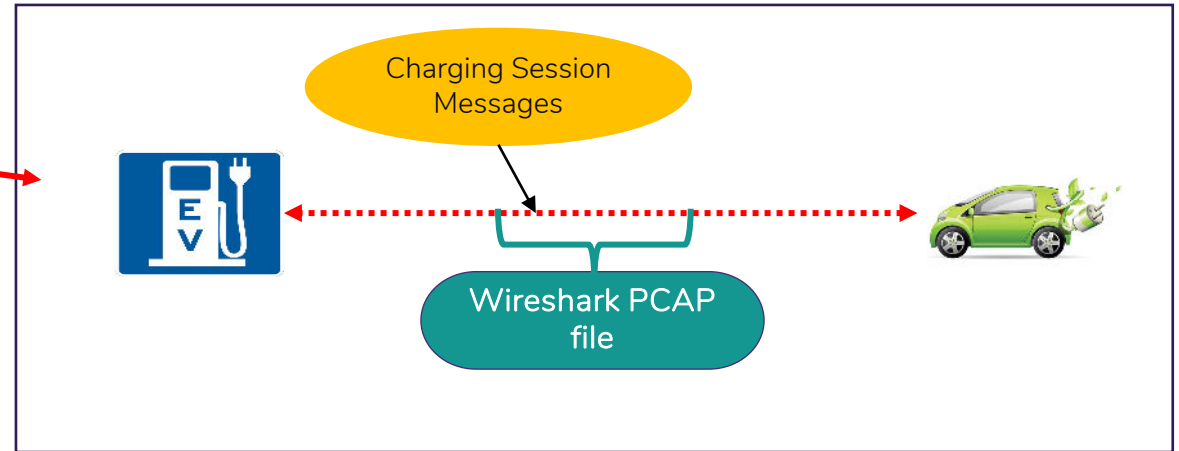 Charging Session
Messages
E
V
Wireshark PCAP
file